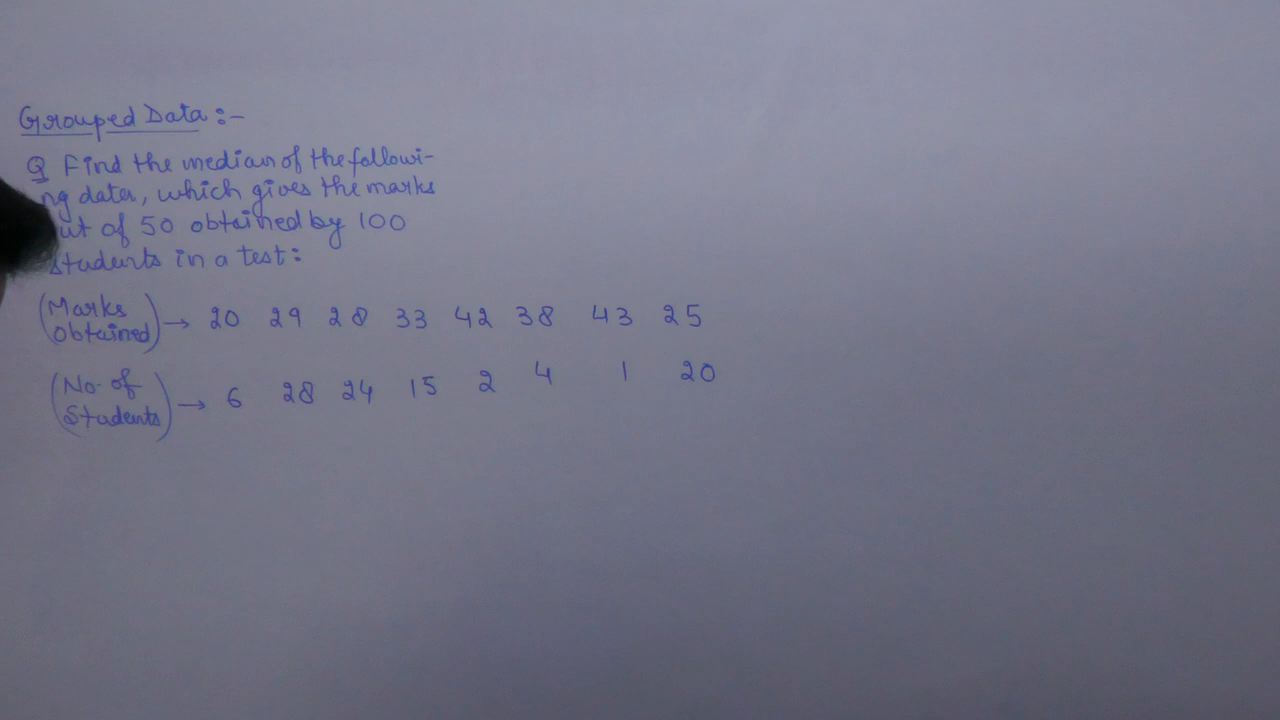 Grouped Data :-
Q Find the median of the followi-
ng data, which gives the marks
ut of 50 obtained by 100
students in a test:
(Marks Obtained) → 20 29 28 33 42 38 43 25
(No. of Students) → 6 28 24 15 2 4 1 20